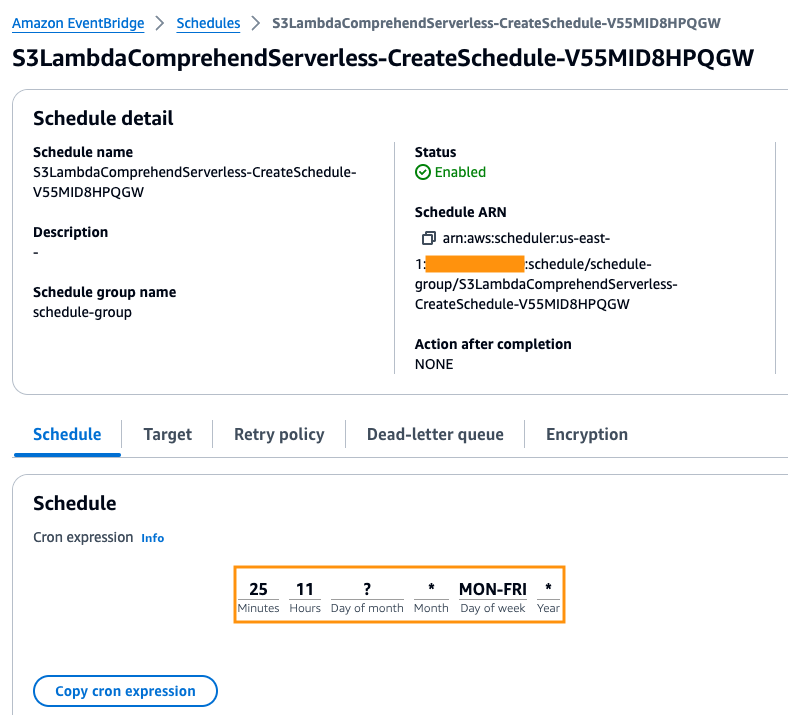 Amazon EventBridge > Schedules > S3LambdaComprehendServerless-CreateSchedule-V55MID8HPQGW
S3LambdaComprehendServerless-CreateSchedule-V55MID8HPQGW
Schedule detail
Schedule name
S3LambdaComprehendServerless-CreateSchedule-
V55MID8HPQGW
Description
-
Schedule group name
schedule-group
Status
Enabled
Schedule ARN
arn:aws:scheduler:us-east-
1: :schedule/schedule-
group/S3LambdaComprehendServerless-
CreateSchedule-V55MID8HPQGW
Action after completion
NONE
Schedule Target Retry policy Dead-letter queue Encryption
Schedule
Cron expression Info
25 11 ? * MON-FRI *
Minutes Hours Day of month Month Day of week Year
Copy cron expression